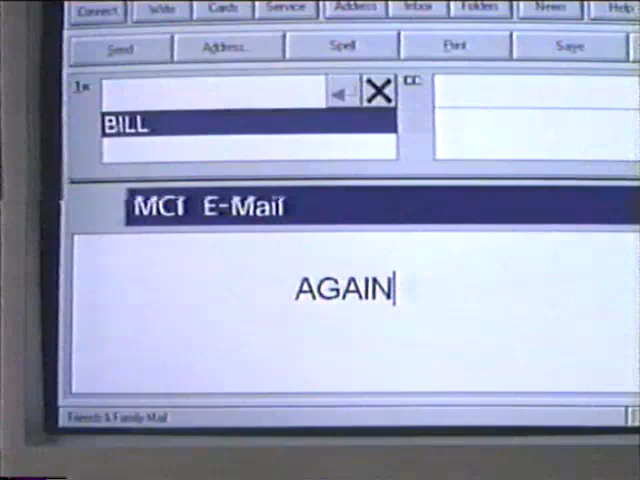 Connect Write Cards Service Address Inbox Folders News Help
Send Address... Spell Print Save
To: CC:
BILL
MCI E-Mail
AGAIN
Friends & Family Mail